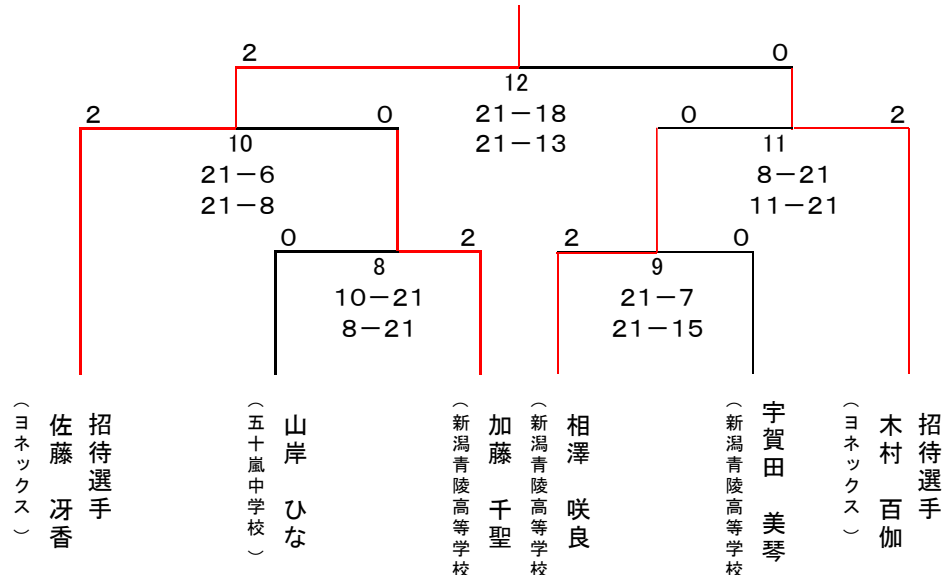 2 0
12
21-18
21-13
2 0
10
21-6
21-8
0 2
11
8-21
11-21
0 2
8
10-21
8-21
2 0
9
21-7
21-15
招待選手
佐藤 冴香
(ヨネックス)
山岸 ひな
(五十嵐中学校)
加藤 千聖
(新潟青陵高等学校
相澤 咲良
(新潟青陵高等学校
宇賀田 美琴
(新潟青陵高等学校
招待選手
木村 百伽
(ヨネックス)